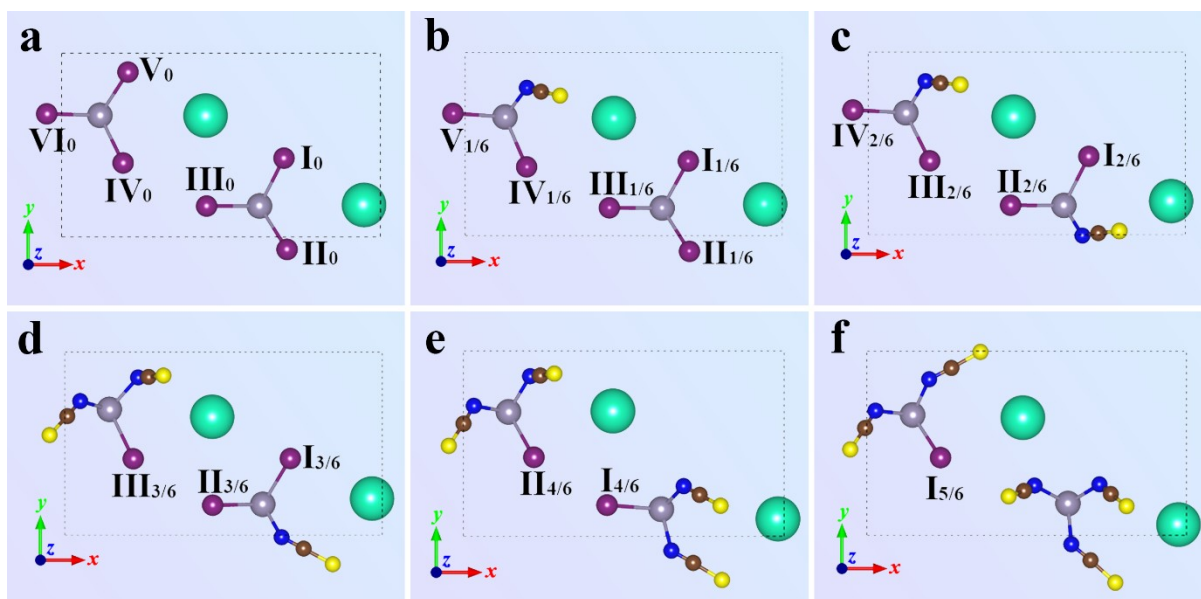 a
V0
VI0
IV0
I0
III0
II0
y
z
x
b
V1/6
IV1/6
I1/6
III1/6
II1/6
y
z
x
c
IV2/6
III2/6
I2/6
II2/6
y
z
x
d
III3/6
I3/6
II3/6
y
z
x
e
II4/6
I4/6
y
z
x
f
I5/6
y
z
x